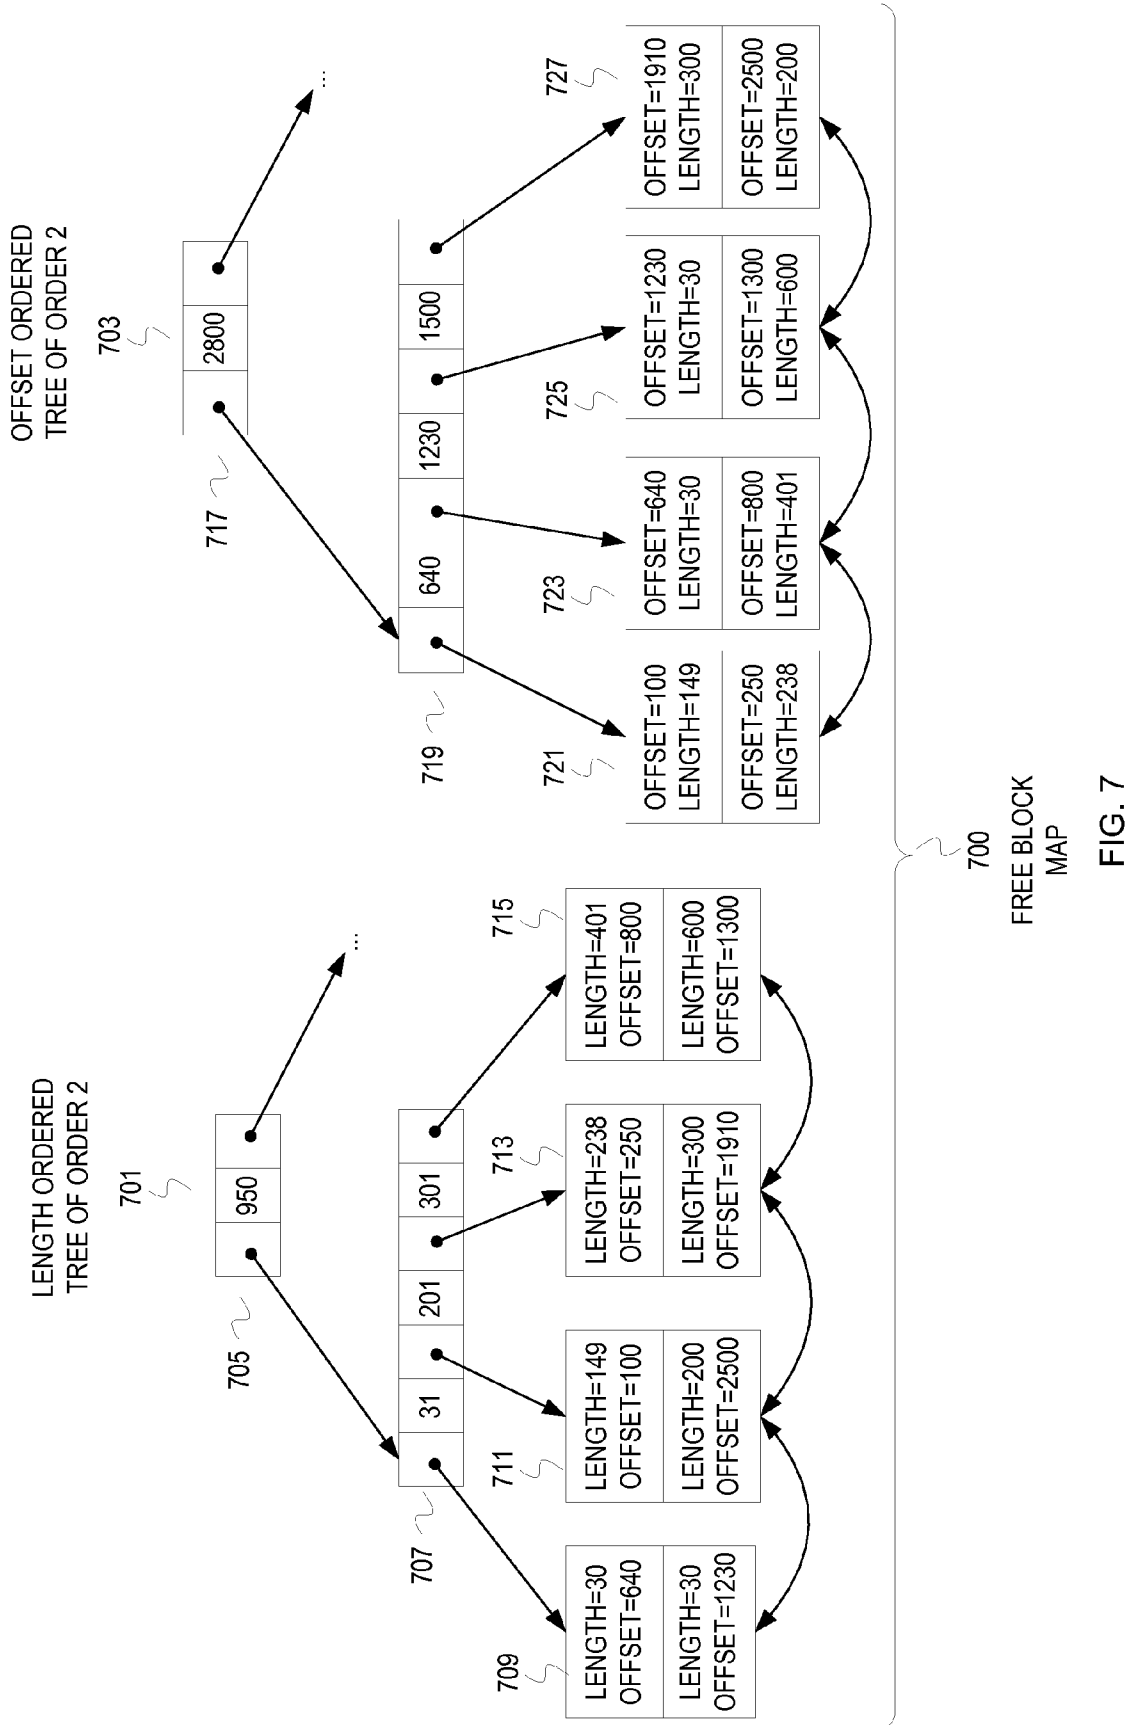 LENGTH ORDERED
TREE OF ORDER 2
701
705
950
...
707
31
201
301
709
LENGTH=30
OFFSET=640
LENGTH=30
OFFSET=1230
711
LENGTH=149
OFFSET=100
LENGTH=200
OFFSET=2500
713
LENGTH=238
OFFSET=250
LENGTH=300
OFFSET=1910
715
LENGTH=401
OFFSET=800
LENGTH=600
OFFSET=1300
OFFSET ORDERED
TREE OF ORDER 2
703
717
2800
...
719
640
1230
1500
721
OFFSET=100
LENGTH=149
OFFSET=250
LENGTH=238
723
OFFSET=640
LENGTH=30
OFFSET=800
LENGTH=401
725
OFFSET=1230
LENGTH=30
OFFSET=1300
LENGTH=600
727
OFFSET=1910
LENGTH=300
OFFSET=2500
LENGTH=200
700
FREE BLOCK
MAP
FIG. 7